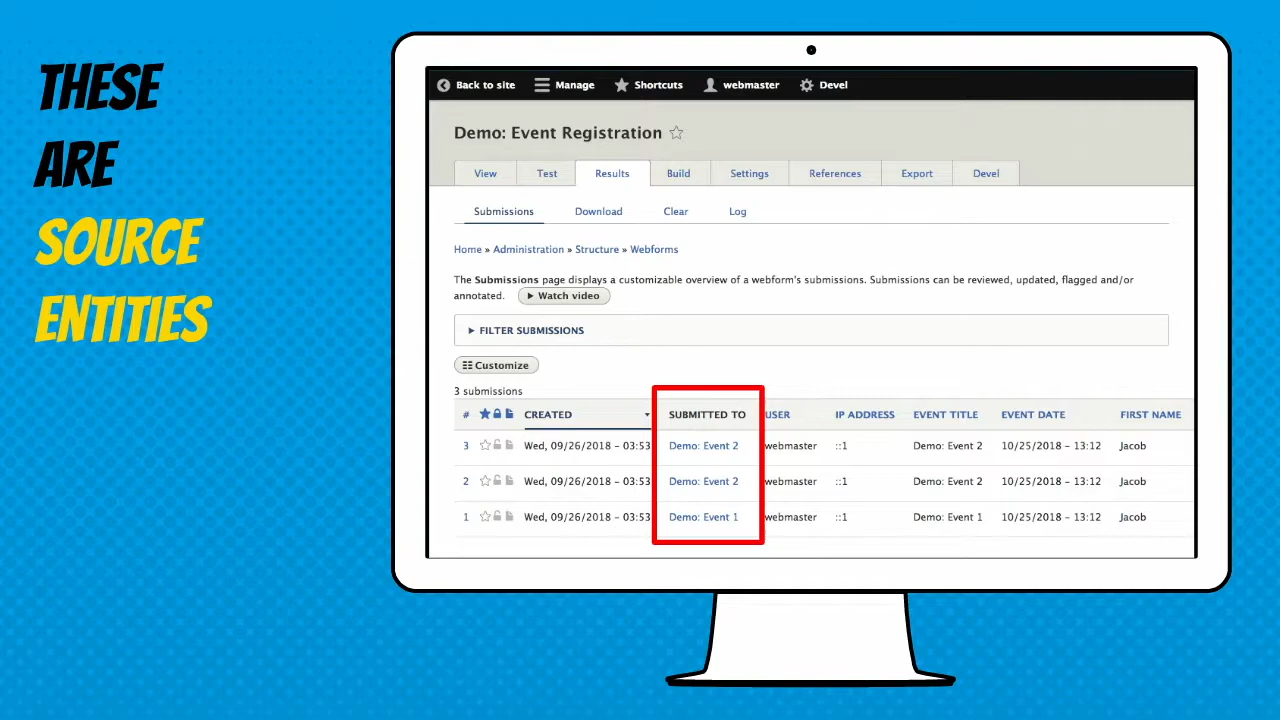 THESE
ARE
SOURCE
ENTITIES
Back to site Manage Shortcuts webmaster Devel
Demo: Event Registration
View Test Results Build Settings References Export Devel
Submissions Download Clear Log
Home » Administration » Structure » Webforms
The Submissions page displays a customizable overview of a webform's submissions. Submissions can be reviewed, updated, flagged and/or
annotated. ▶ Watch video
▶ FILTER SUBMISSIONS
Customize
3 submissions
# CREATED SUBMITTED TO USER IP ADDRESS EVENT TITLE EVENT DATE FIRST NAME
3 Wed, 09/26/2018 – 03:53 Demo: Event 2 webmaster ::1 Demo: Event 2 10/25/2018 – 13:12 Jacob
2 Wed, 09/26/2018 – 03:53 Demo: Event 2 webmaster ::1 Demo: Event 2 10/25/2018 – 13:12 Jacob
1 Wed, 09/26/2018 – 03:53 Demo: Event 1 webmaster ::1 Demo: Event 1 10/25/2018 – 13:12 Jacob